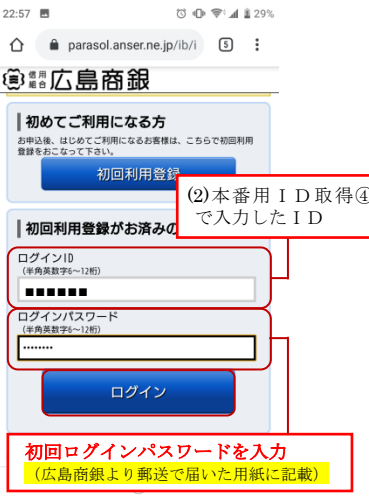 22:57 29%
parasol.anser.ne.jp/ib/i 5
信用組合 広島商銀
初めてご利用になる方
お申込後、はじめてご利用になるお客様は、こちらで初回利用
登録をおこなって下さい。
初回利用登録
(2)本番用ＩＤ取得④
で入力したＩＤ
初回利用登録がお済みの
ログインID
(半角英数字6～12桁)
■■■■■■
ログインパスワード
(半角英数字6～12桁)
••••••••
ログイン
初回ログインパスワードを入力
（広島商銀より郵送で届いた用紙に記載）